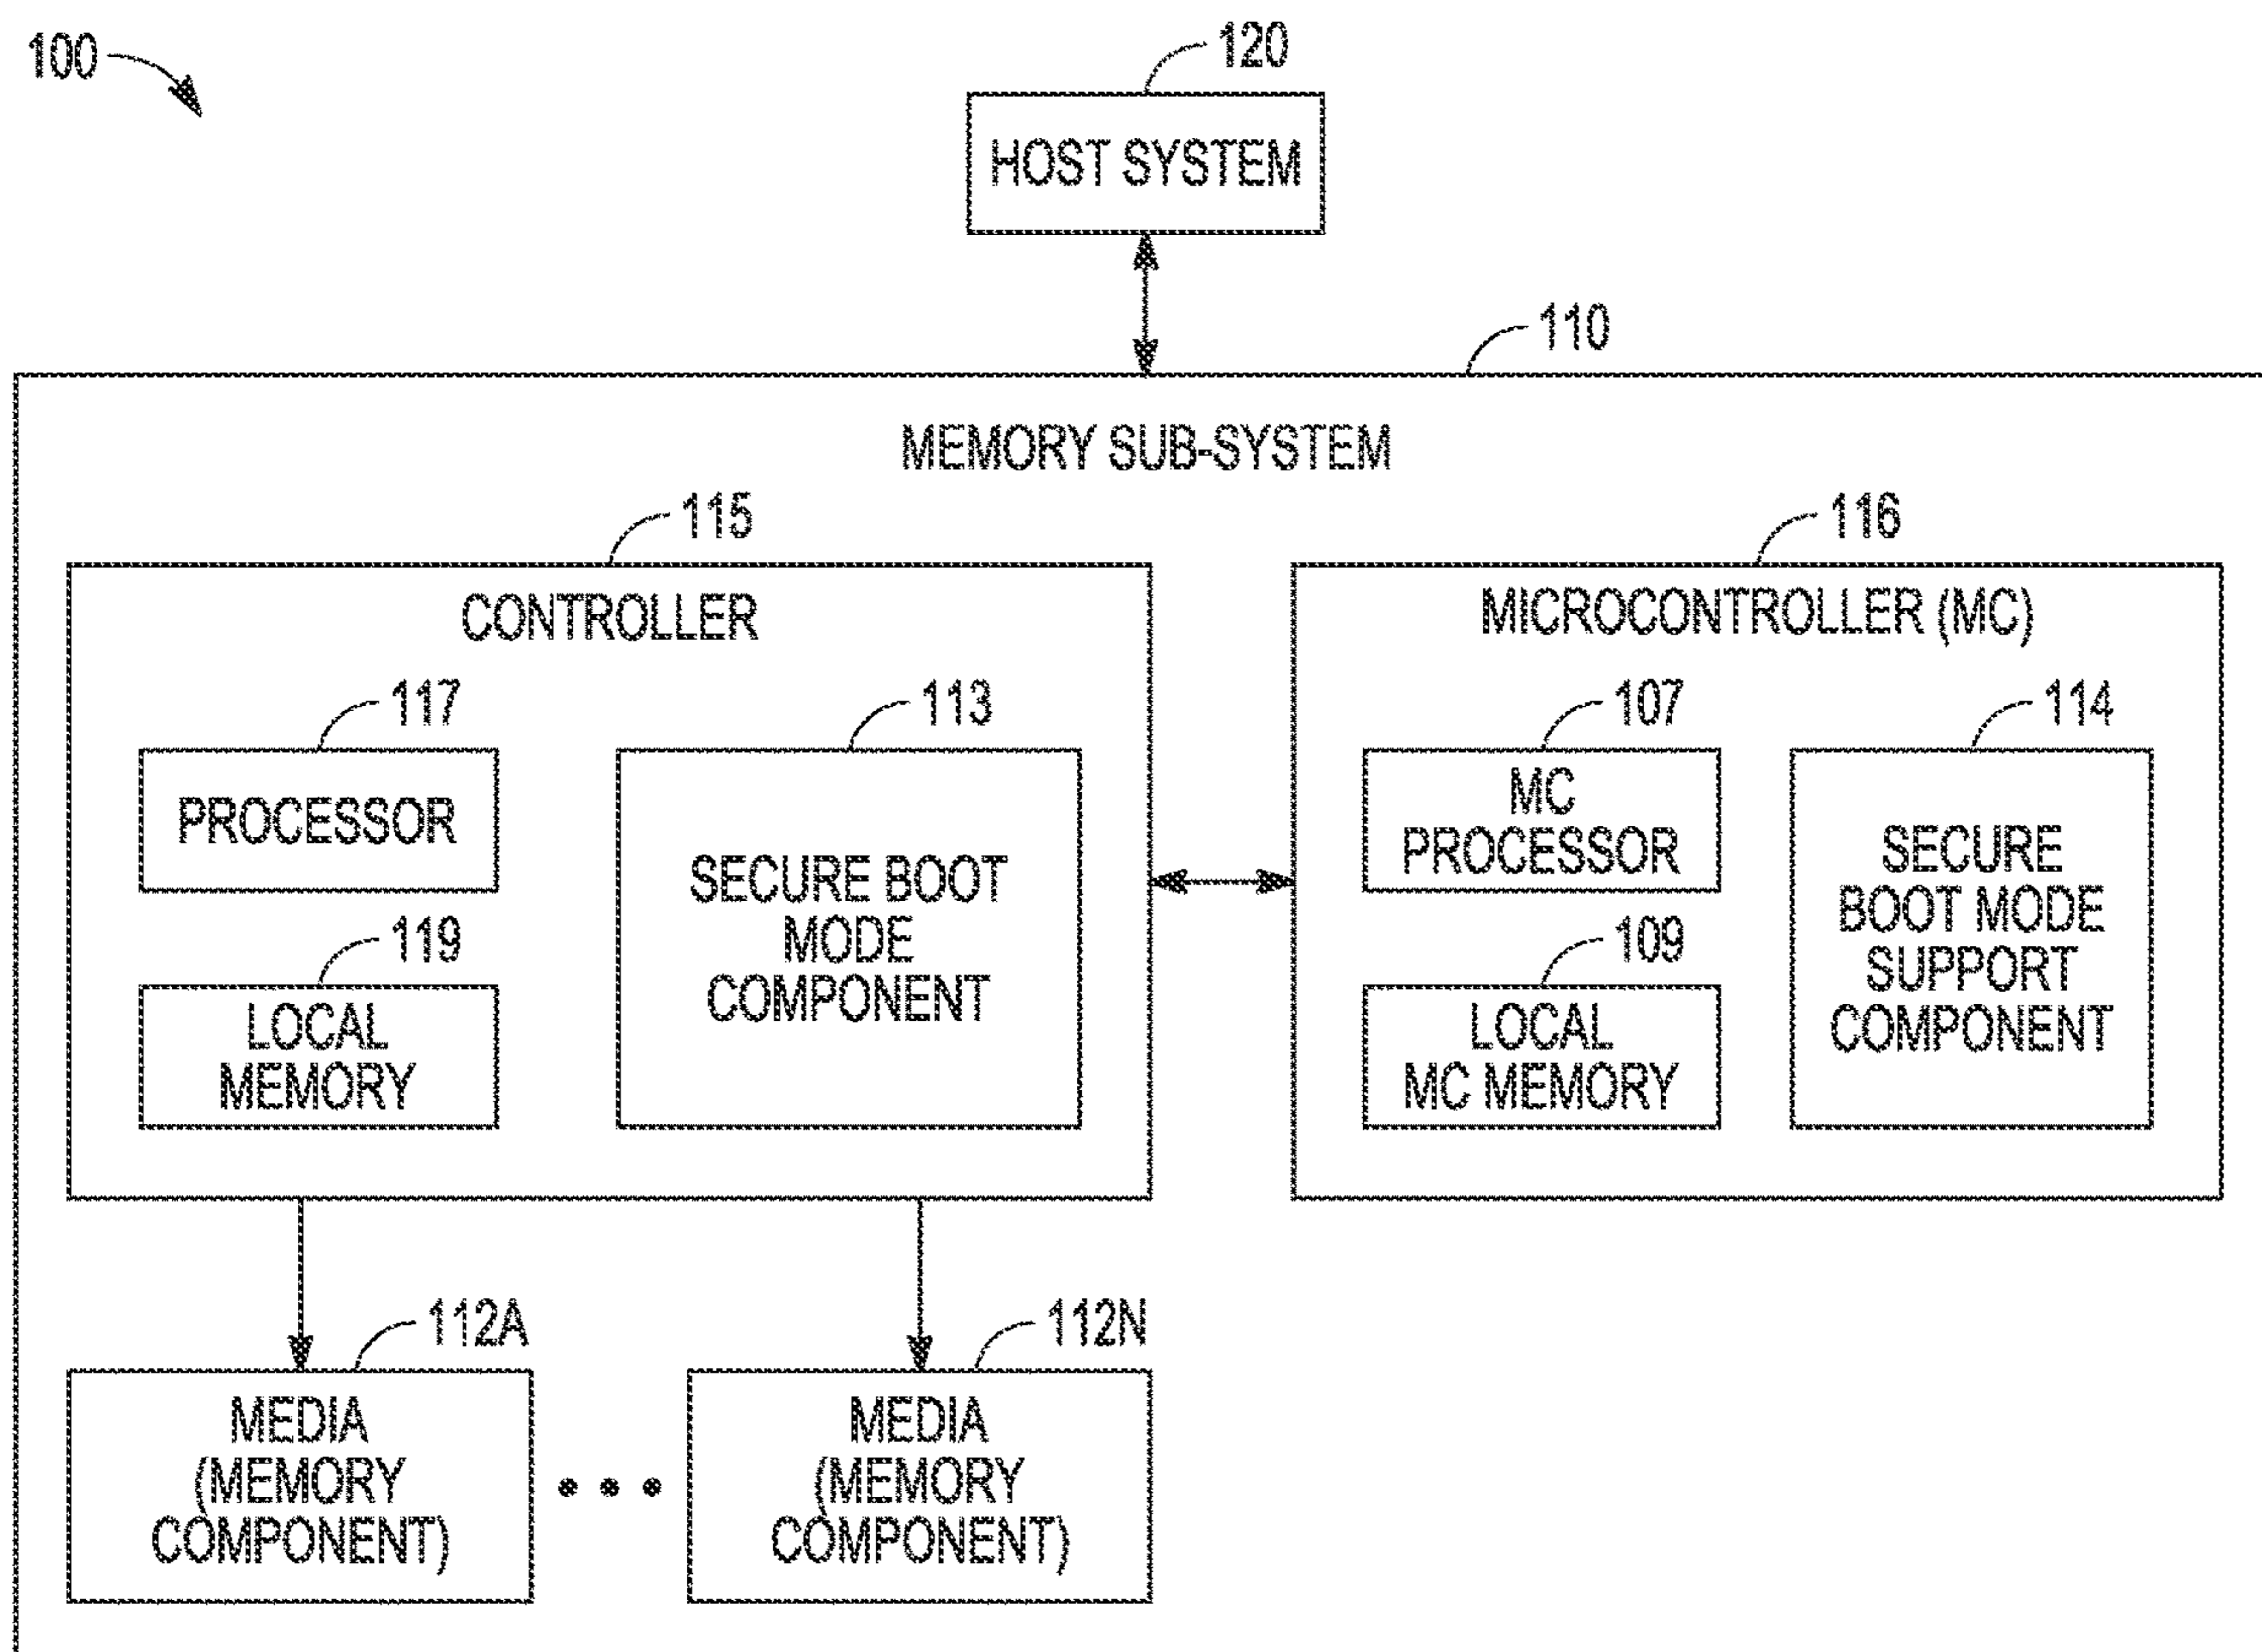 100
120
HOST SYSTEM
110
MEMORY SUB-SYSTEM
115
CONTROLLER
117
PROCESSOR
119
LOCAL
MEMORY
113
SECURE BOOT
MODE
COMPONENT
116
MICROCONTROLLER (MC)
107
MC
PROCESSOR
109
LOCAL
MC MEMORY
114
SECURE
BOOT MODE
SUPPORT
COMPONENT
112A
MEDIA
(MEMORY
COMPONENT)
112N
MEDIA
(MEMORY
COMPONENT)